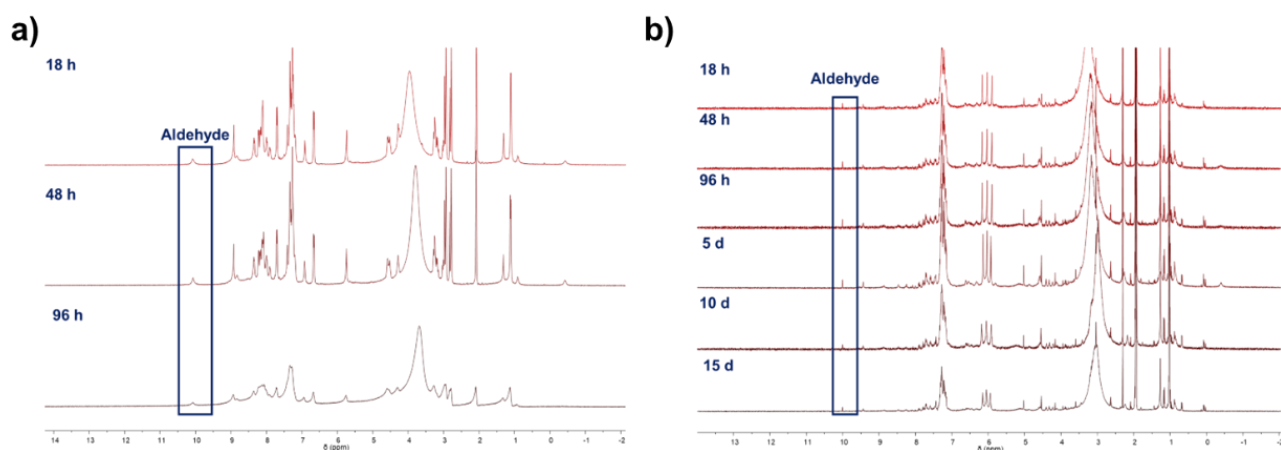 a)
18 h
Aldehyde
48 h
96 h
14 13 12 11 10 9 8 7 6 5 4 3 2 1 0 -1 -2
δ (ppm)
b)
18 h
Aldehyde
48 h
96 h
5 d
10 d
15 d
13 12 11 10 9 8 7 6 5 4 3 2 1 0 -1 -2
δ (ppm)